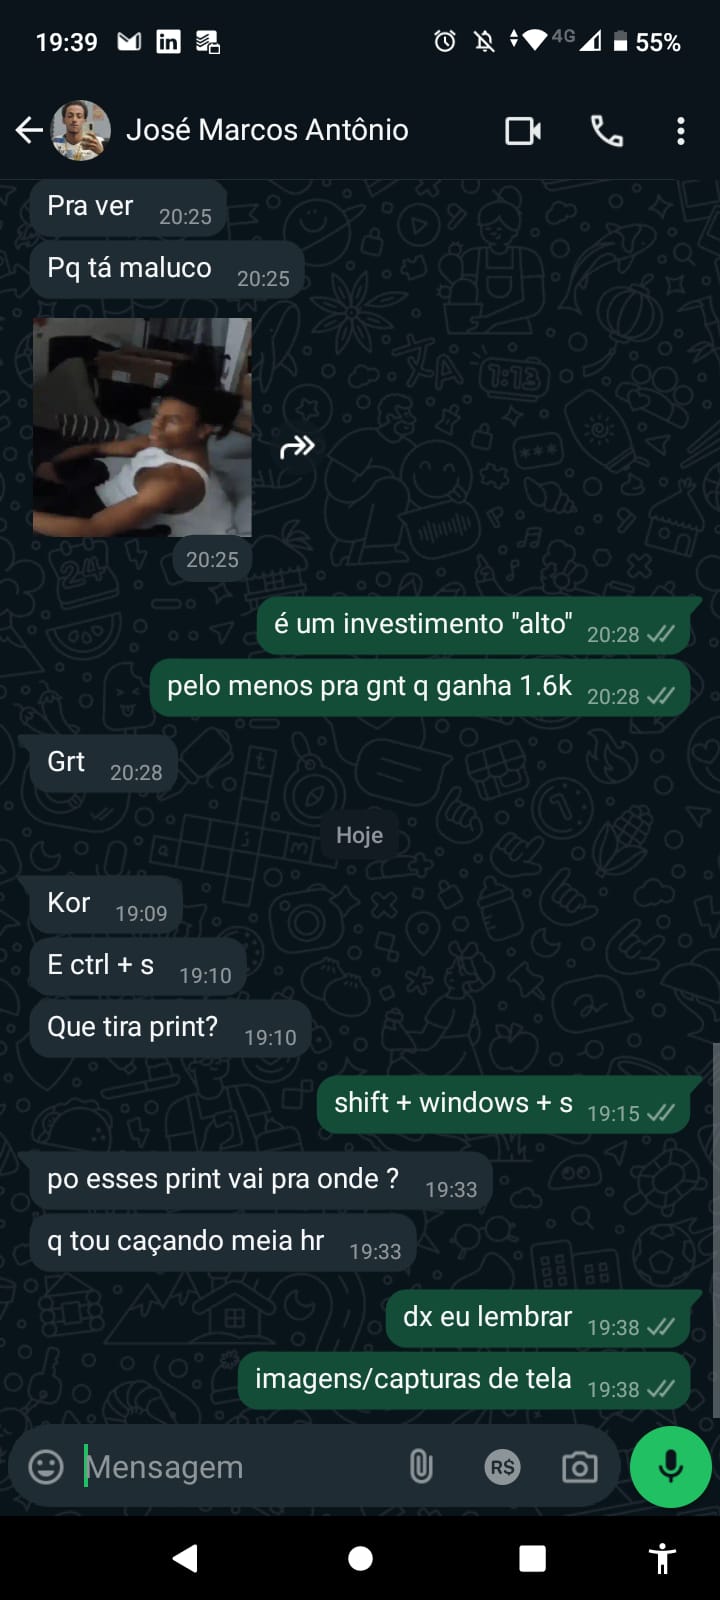 19:39
in
4G
55%
José Marcos Antônio
Pra ver 20:25
Pq tá maluco 20:25
20:25
é um investimento "alto" 20:28
pelo menos pra gnt q ganha 1.6k 20:28
Grt 20:28
Hoje
Kor 19:09
E ctrl + s 19:10
Que tira print? 19:10
shift + windows + s 19:15
po esses print vai pra onde ? 19:33
q tou caçando meia hr 19:33
dx eu lembrar 19:38
imagens/capturas de tela 19:38
Mensagem
R$